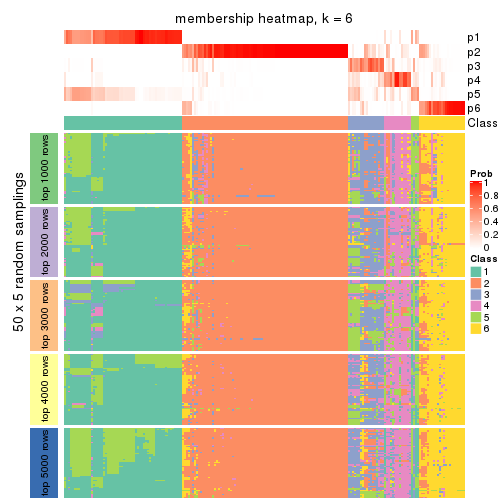 membership heatmap, k = 6
p1
p2
p3
p4
p5
p6
Class
50 x 5 random samplings
top 1000 rows
top 2000 rows
top 3000 rows
top 4000 rows
top 5000 rows
Prob
1
0.8
0.6
0.4
0.2
0
Class
1
2
3
4
5
6